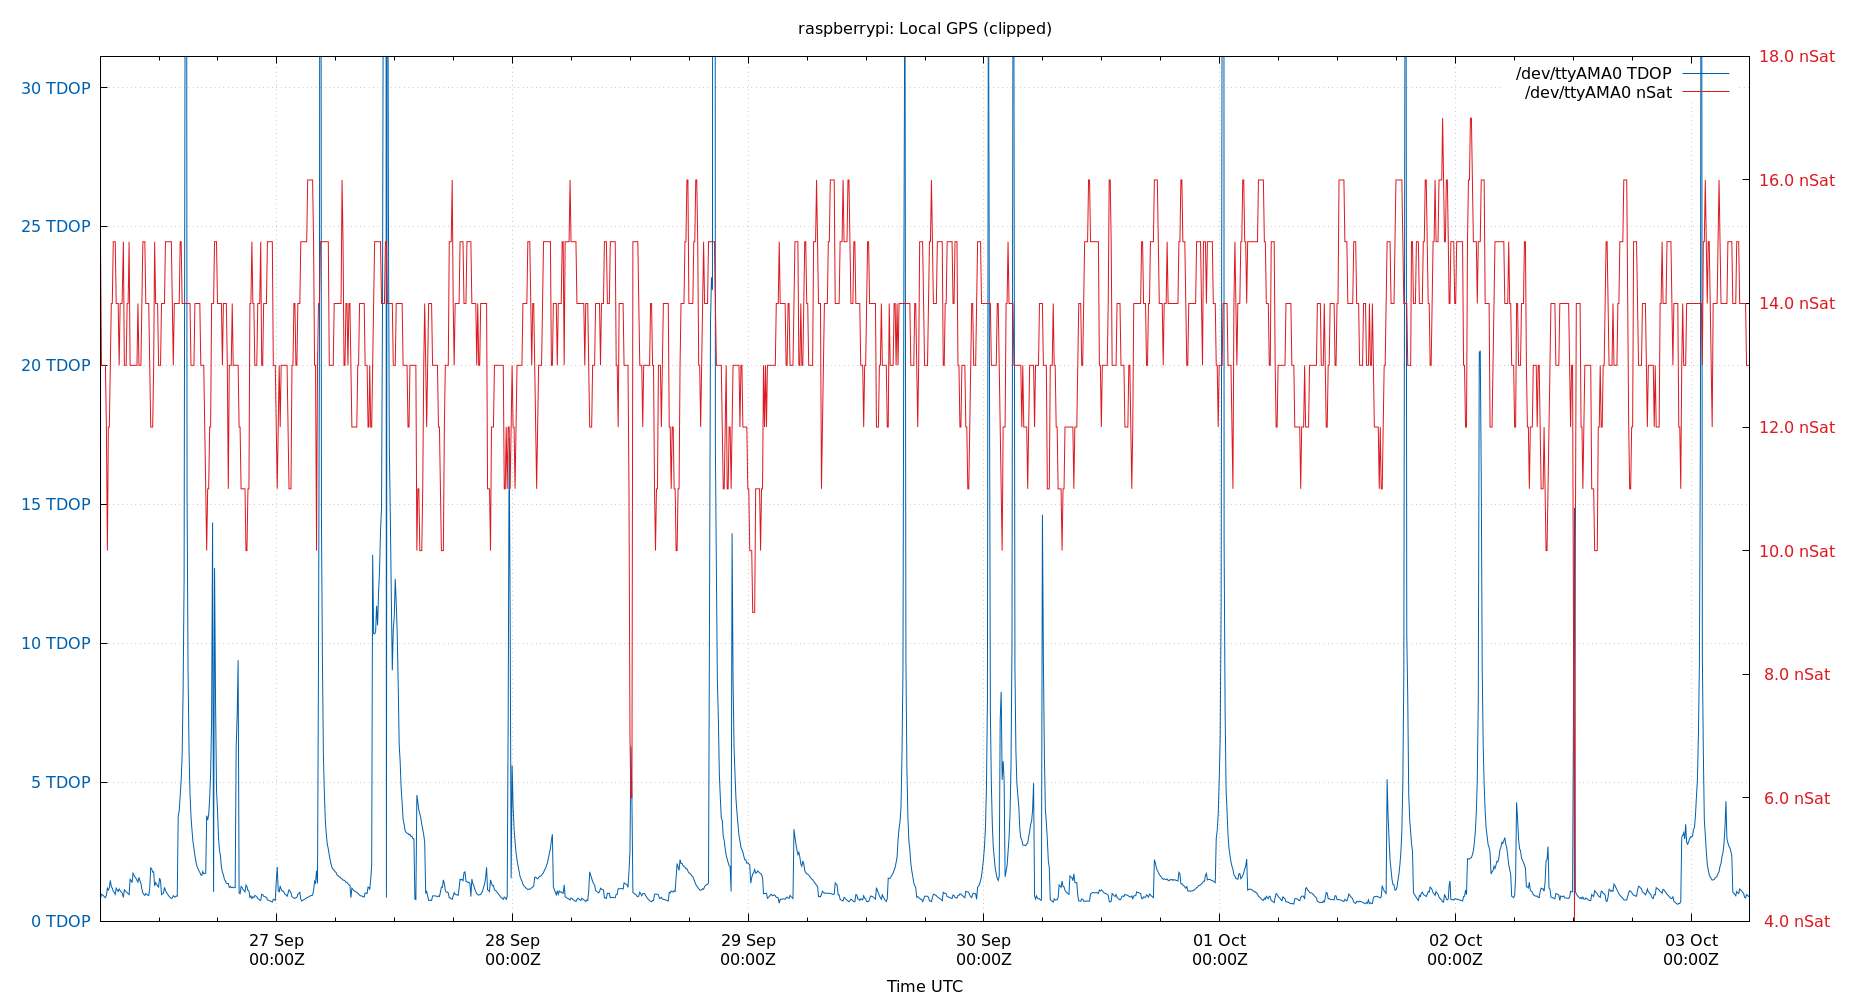 raspberrypi: Local GPS (clipped)
/dev/ttyAMA0 TDOP
/dev/ttyAMA0 nSat
30 TDOP
25 TDOP
20 TDOP
15 TDOP
10 TDOP
5 TDOP
0 TDOP
18.0 nSat
16.0 nSat
14.0 nSat
12.0 nSat
10.0 nSat
8.0 nSat
6.0 nSat
4.0 nSat
27 Sep
00:00Z
28 Sep
00:00Z
29 Sep
00:00Z
30 Sep
00:00Z
01 Oct
00:00Z
02 Oct
00:00Z
03 Oct
00:00Z
Time UTC